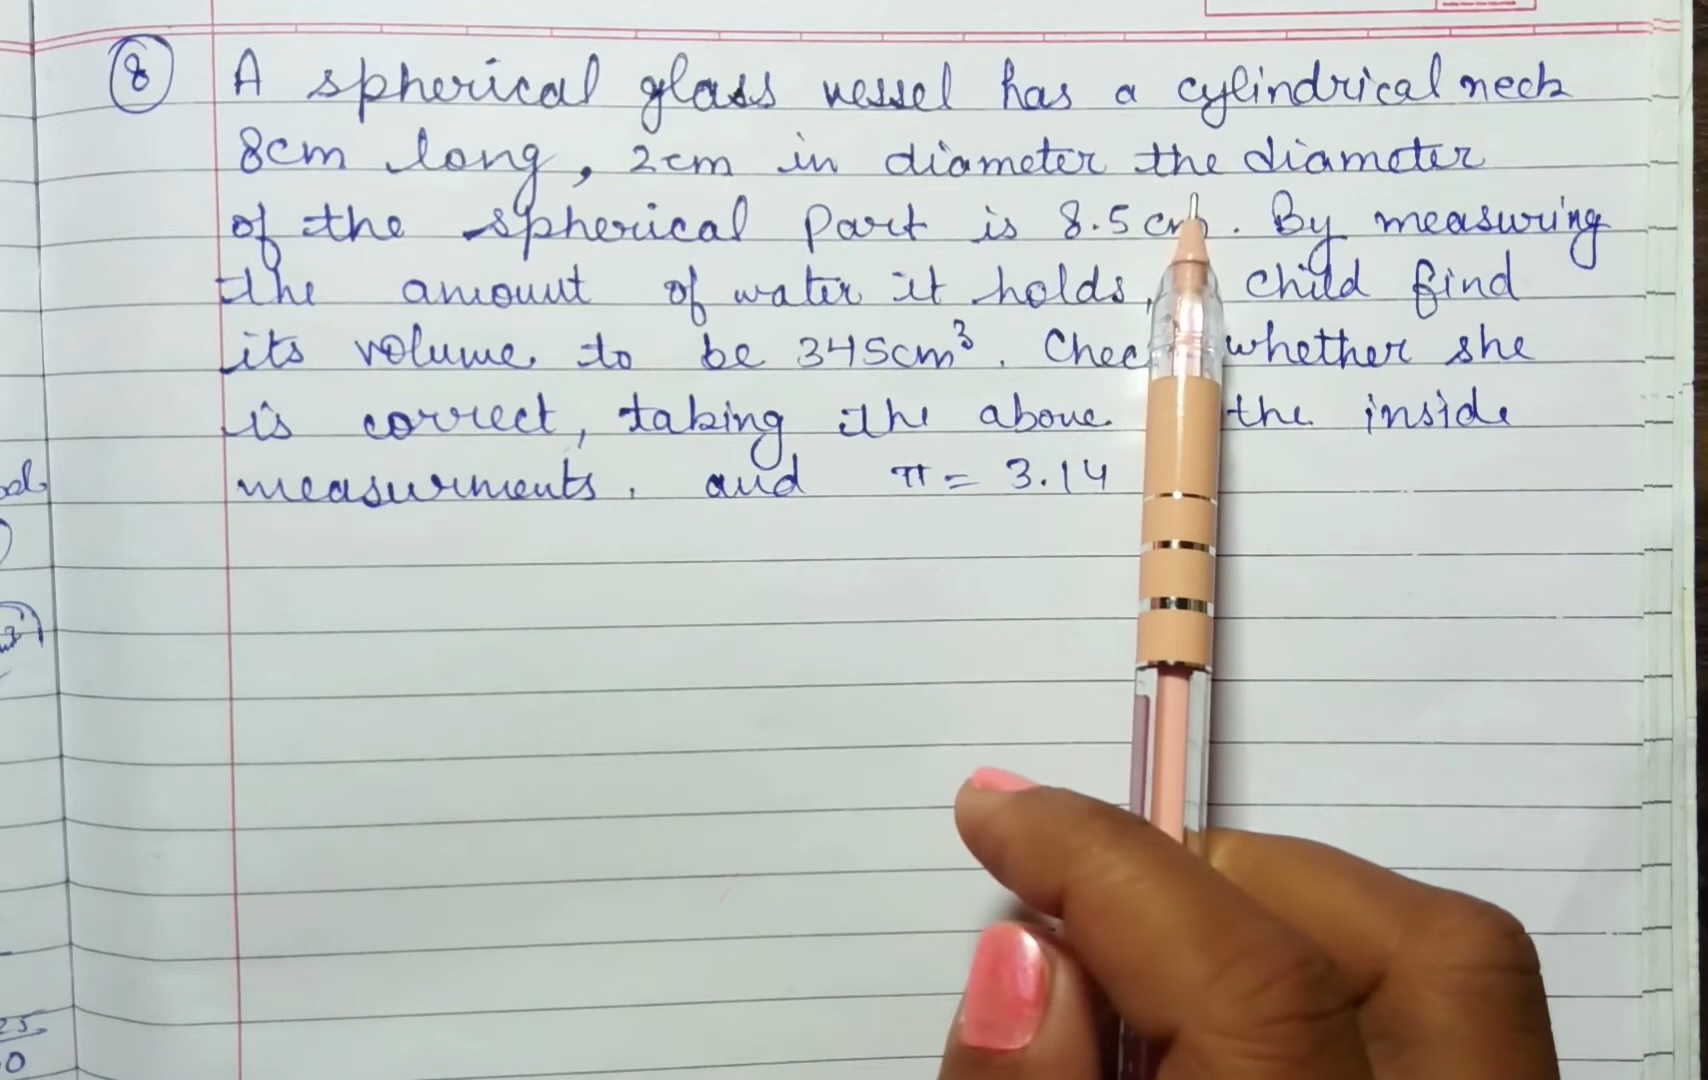 8 A spherical glass vessel has a cylindrical neck
8cm long, 2cm in diameter the diameter
of the spherical Part is 8.5cm. By measuring
the amount of water it holds, child find
its volume to be 345cm³. Chec whether she
is correct, taking the above the inside
measurments. and π = 3.14
25
0